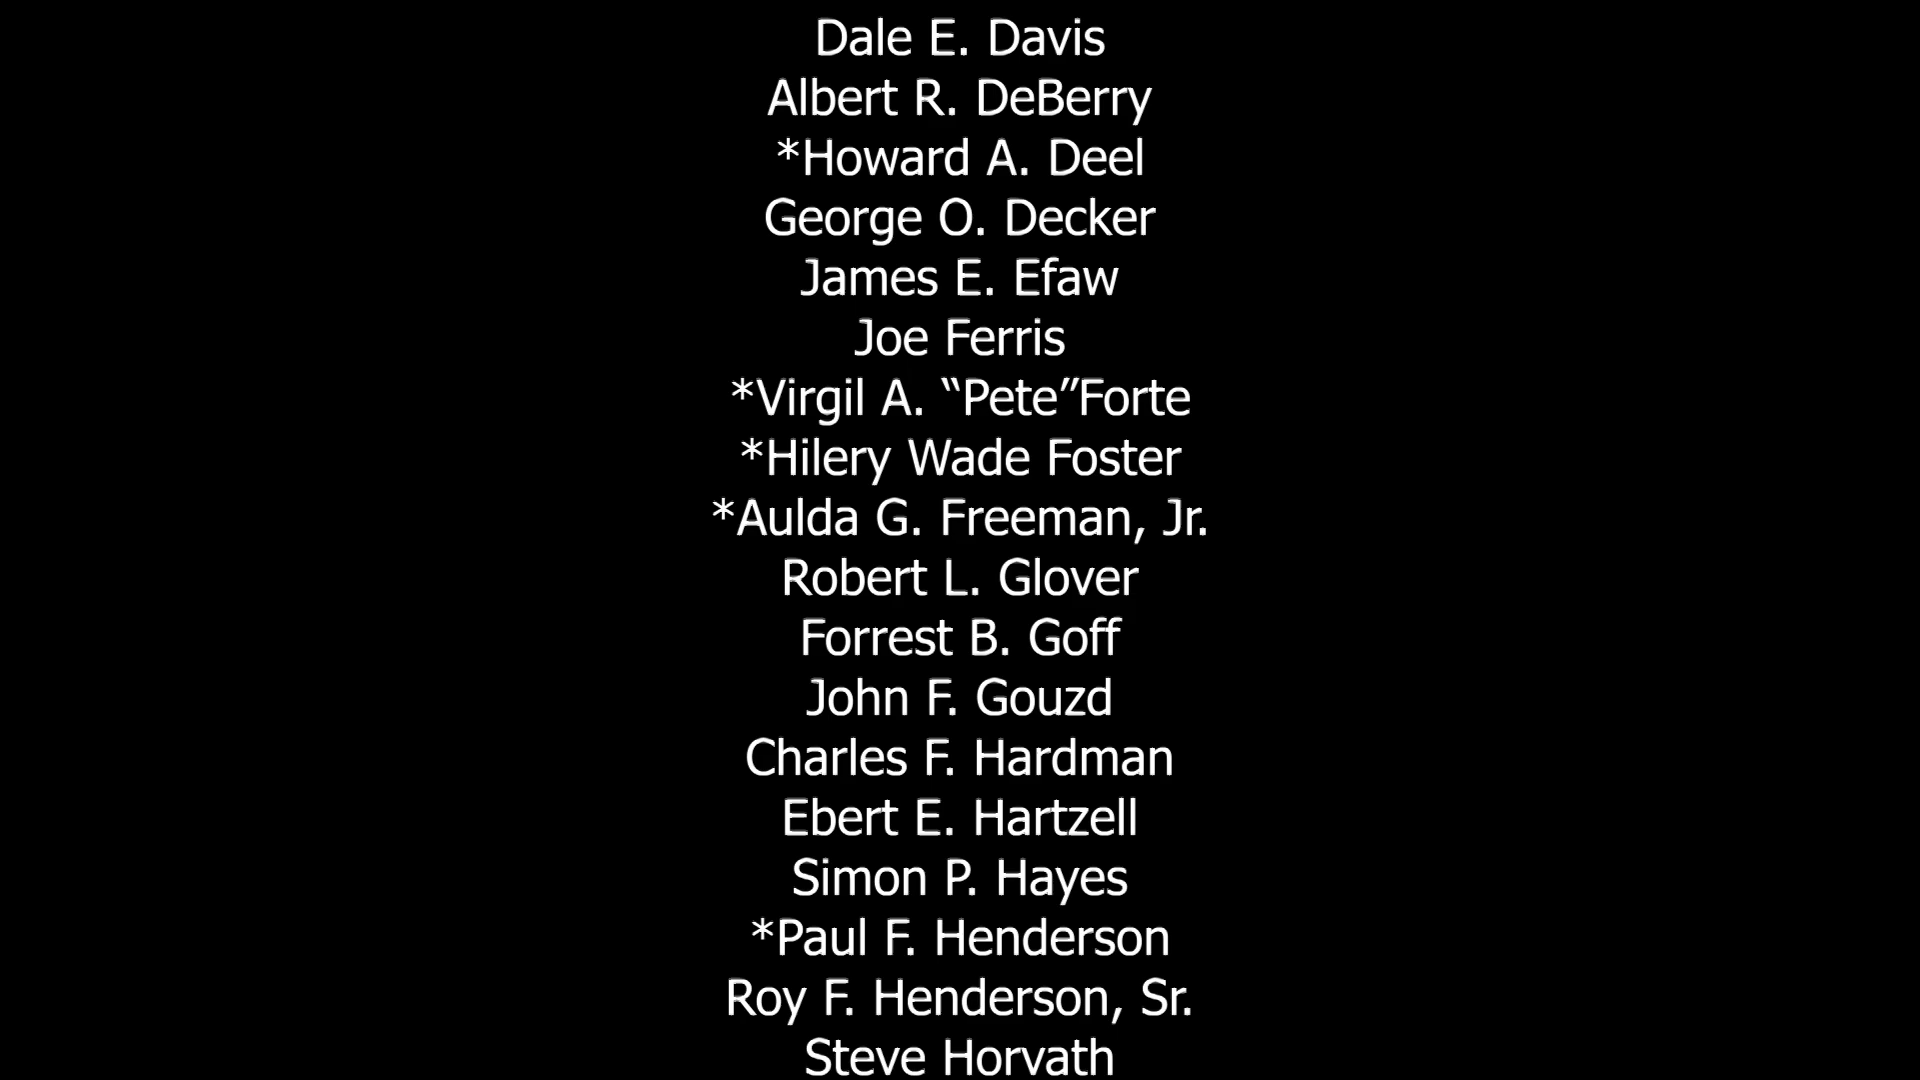 Dale E. Davis
Albert R. DeBerry
*Howard A. Deel
George O. Decker
James E. Efaw
Joe Ferris
*Virgil A. “Pete”Forte
*Hilery Wade Foster
*Aulda G. Freeman, Jr.
Robert L. Glover
Forrest B. Goff
John F. Gouzd
Charles F. Hardman
Ebert E. Hartzell
Simon P. Hayes
*Paul F. Henderson
Roy F. Henderson, Sr.
Steve Horvath